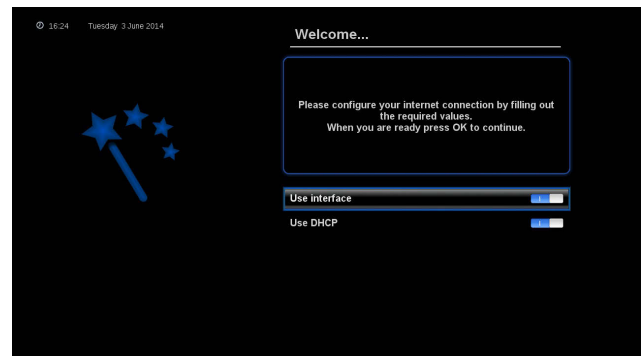 16:24 Tuesday 3 June 2014
Welcome...
Please configure your internet connection by filling out
the required values.
When you are ready press OK to continue.
Use interface
Use DHCP